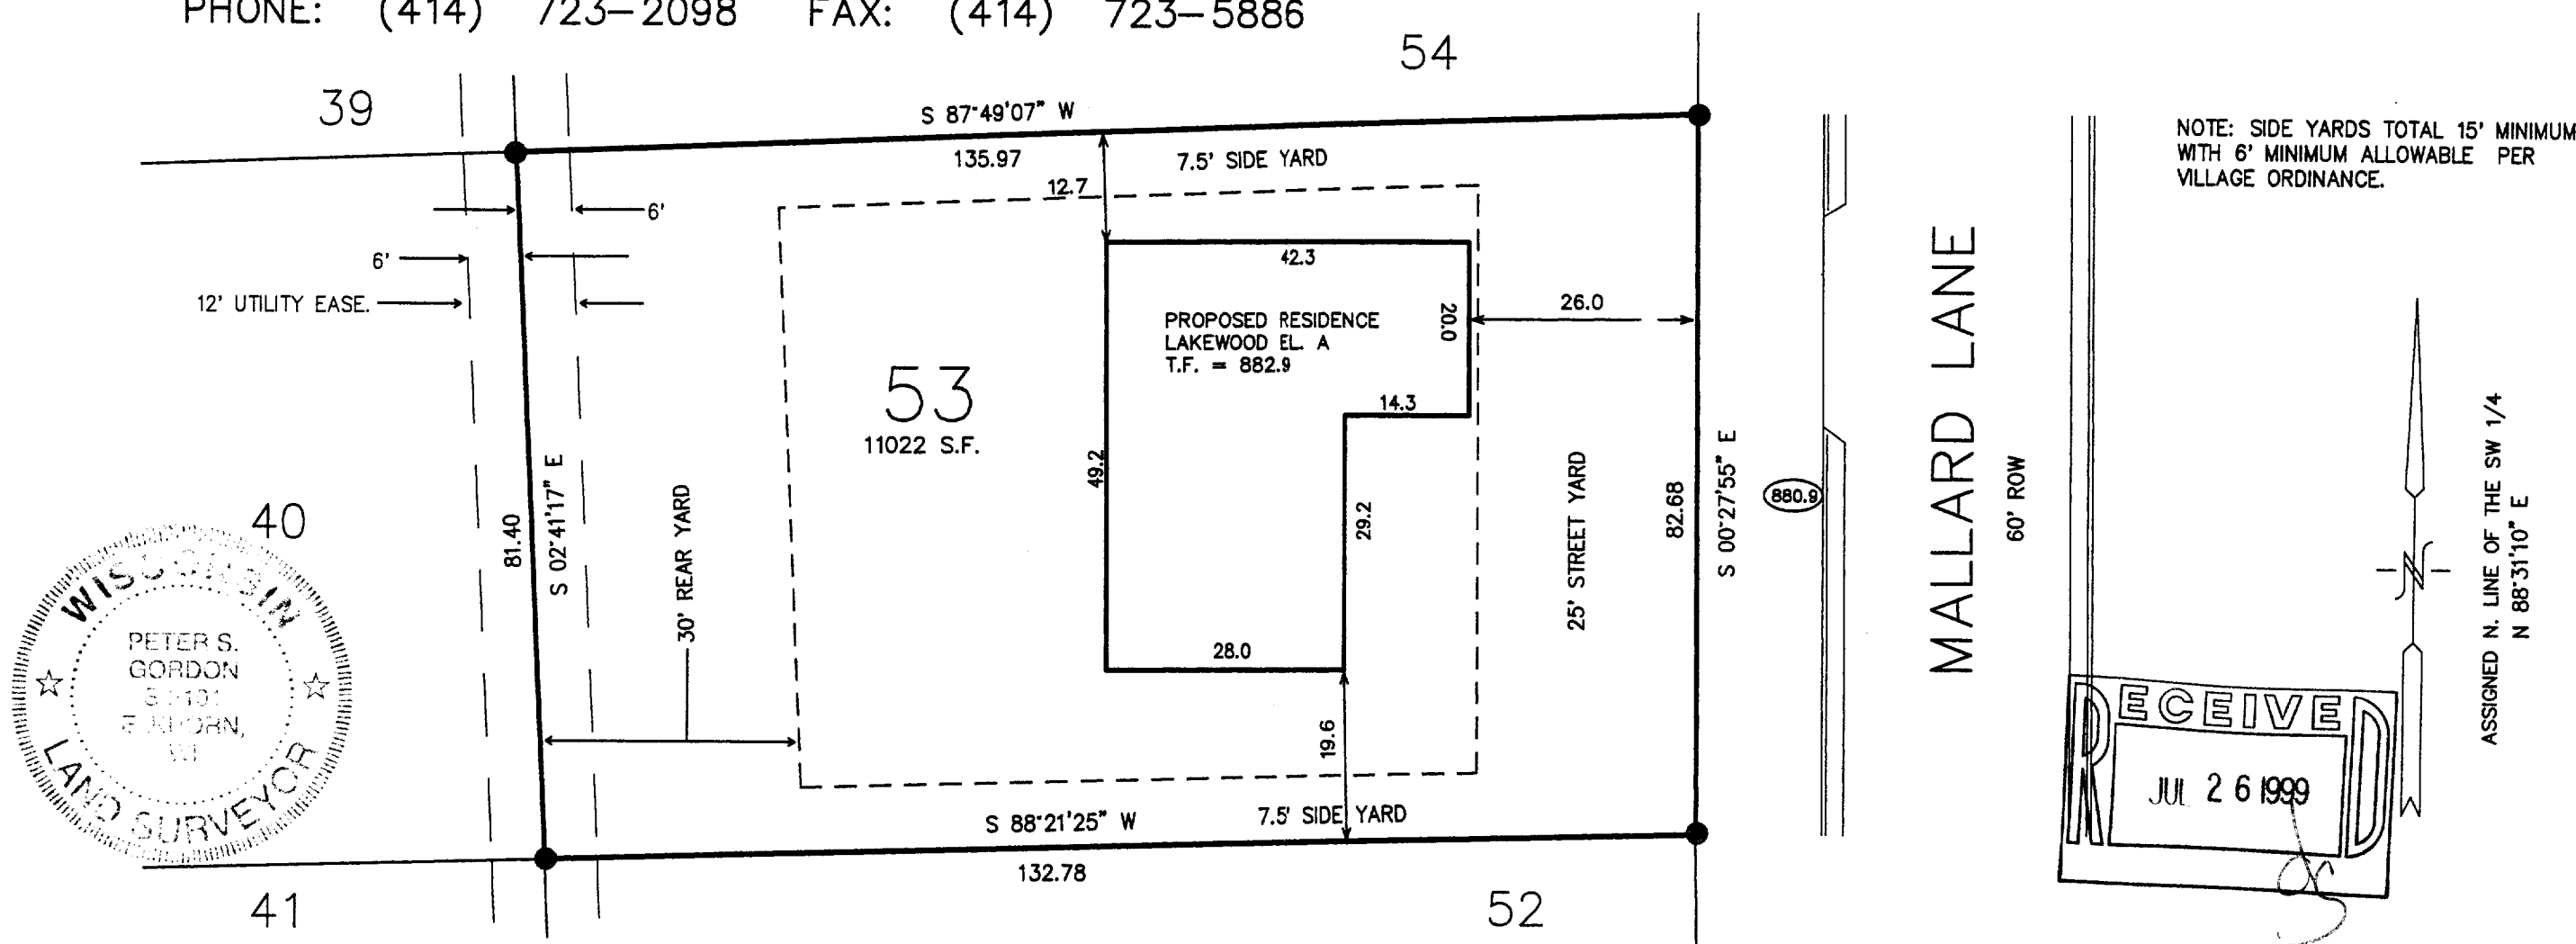 PHONE: (414) 723-2098 FAX: (414) 723-5886
54
39
S 87°49'07" W
135.97
7.5' SIDE YARD
12.7
6'
6'
12' UTILITY EASE.
42.3
20.0
26.0
PROPOSED RESIDENCE
LAKEWOOD EL. A
T.F. = 882.9
53
11022 S.F.
14.3
49.2
29.2
28.0
19.6
40
81.40
S 02°41'17" E
30' REAR YARD
25' STREET YARD
82.68
S 00°27'55" E
880.9
MALLARD LANE
60' ROW
NOTE: SIDE YARDS TOTAL 15' MINIMUM
WITH 6' MINIMUM ALLOWABLE PER
VILLAGE ORDINANCE.
N
ASSIGNED N. LINE OF THE SW 1/4
N 88°31'10" E
WISCONSIN
PETER S.
GORDON
WI
LAND SURVEYOR
RECEIVED
JUL 26 1999
S 88°21'25" W
7.5' SIDE YARD
132.78
41
52